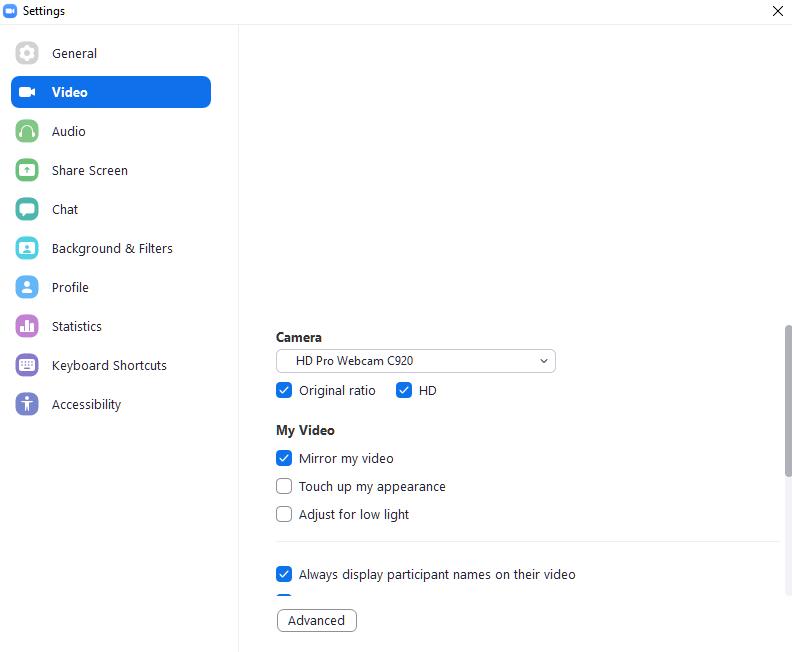 Settings
General
Video
Audio
Share Screen
Chat
Background & Filters
Profile
Statistics
Keyboard Shortcuts
Accessibility
Camera
HD Pro Webcam C920
Original ratio HD
My Video
Mirror my video
Touch up my appearance
Adjust for low light
Always display participant names on their video
Advanced